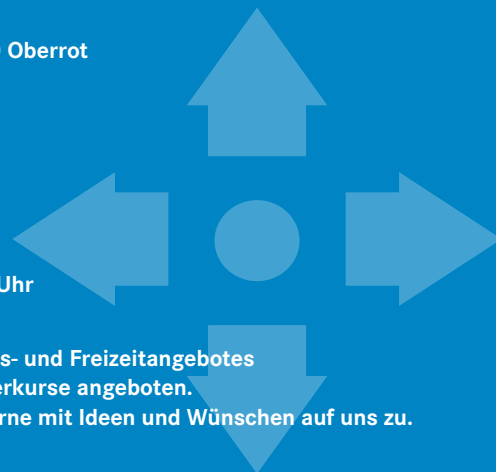 Oberrot
Uhr
s- und Freizeitangebotes
erkurse angeboten.
rne mit Ideen und Wünschen auf uns zu.